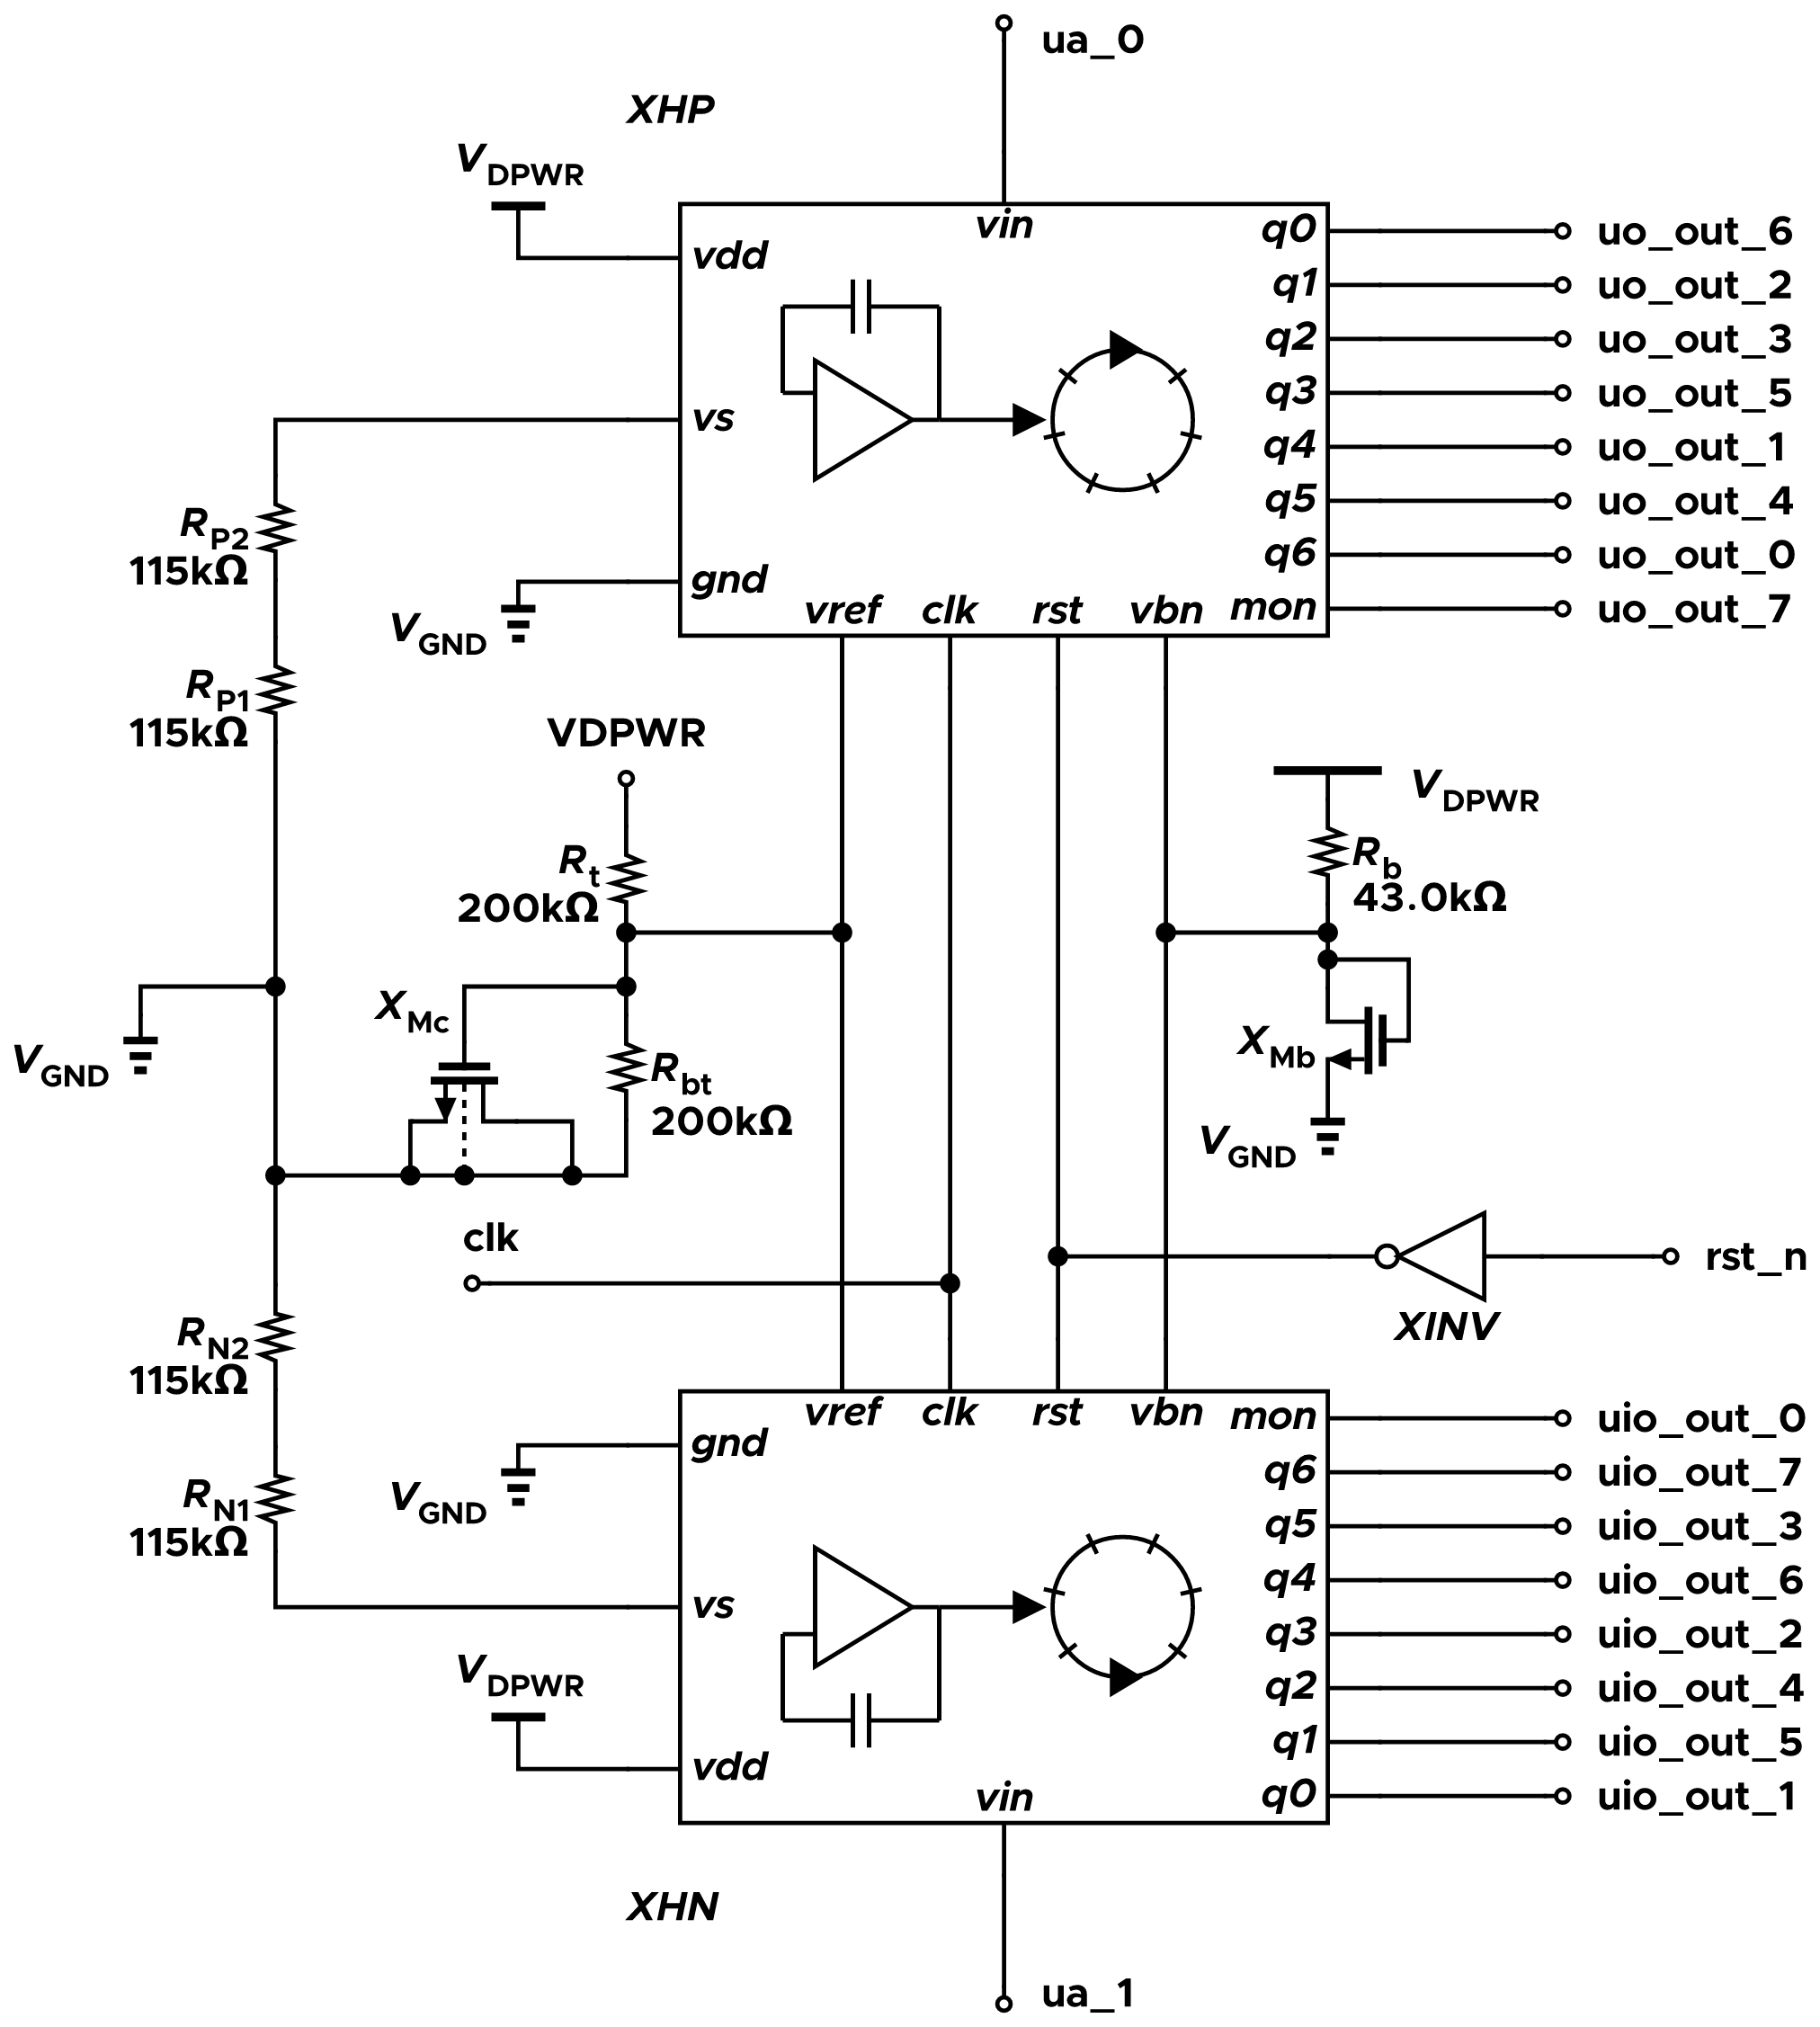 ua_0
XHP
VDPWR
vin
q0 uo_out_6
vdd
q1 uo_out_2
q2 uo_out_3
q3 uo_out_5
vs
q4 uo_out_1
q5 uo_out_4
RP2
115kΩ
q6 uo_out_0
gnd
vref clk rst vbn mon uo_out_7
VGND
RP1
115kΩ
VDPWR
VDPWR
Rt
200kΩ
Rb
43.0kΩ
XMc
VGND
Rbt
200kΩ
XMb
VGND
clk
rst_n
XINV
RN2
115kΩ
vref clk rst vbn mon uio_out_0
gnd
q6 uio_out_7
VGND
RN1
115kΩ
q5 uio_out_3
q4 uio_out_6
vs
q3 uio_out_2
VDPWR
q2 uio_out_4
q1 uio_out_5
vdd
vin
q0 uio_out_1
XHN
ua_1